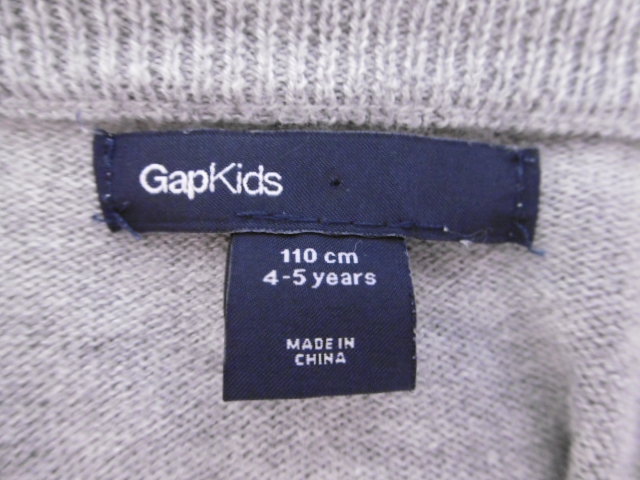 GapKids
110 cm
4-5 years
MADE IN
CHINA